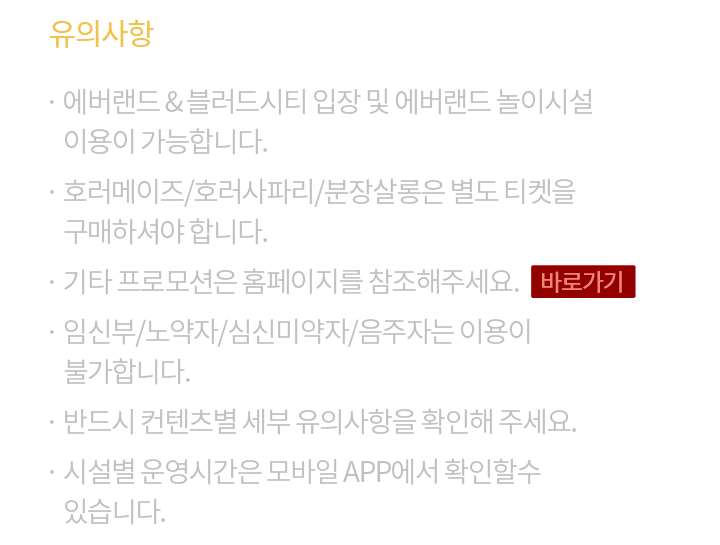 유의사항
· 에버랜드 & 블러드시티 입장 및 에버랜드 놀이시설
이용이 가능합니다.
· 호러메이즈/호러사파리/분장살롱은 별도 티켓을
구매하셔야 합니다.
· 기타 프로모션은 홈페이지를 참조해주세요. 바로가기
· 임신부/노약자/심신미약자/음주자는 이용이
불가합니다.
· 반드시 컨텐츠별 세부 유의사항을 확인해 주세요.
· 시설별 운영시간은 모바일 APP에서 확인할수
있습니다.